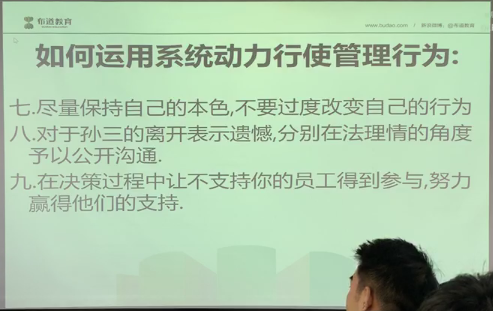 布道教育
www.budao.com / 新浪微博：@布道教育
如何运用系统动力行使管理行为:
七.尽量保持自己的本色,不要过度改变自己的行为
八.对于孙三的离开表示遗憾,分别在法理情的角度
予以公开沟通.
九.在决策过程中让不支持你的员工得到参与,努力
赢得他们的支持.